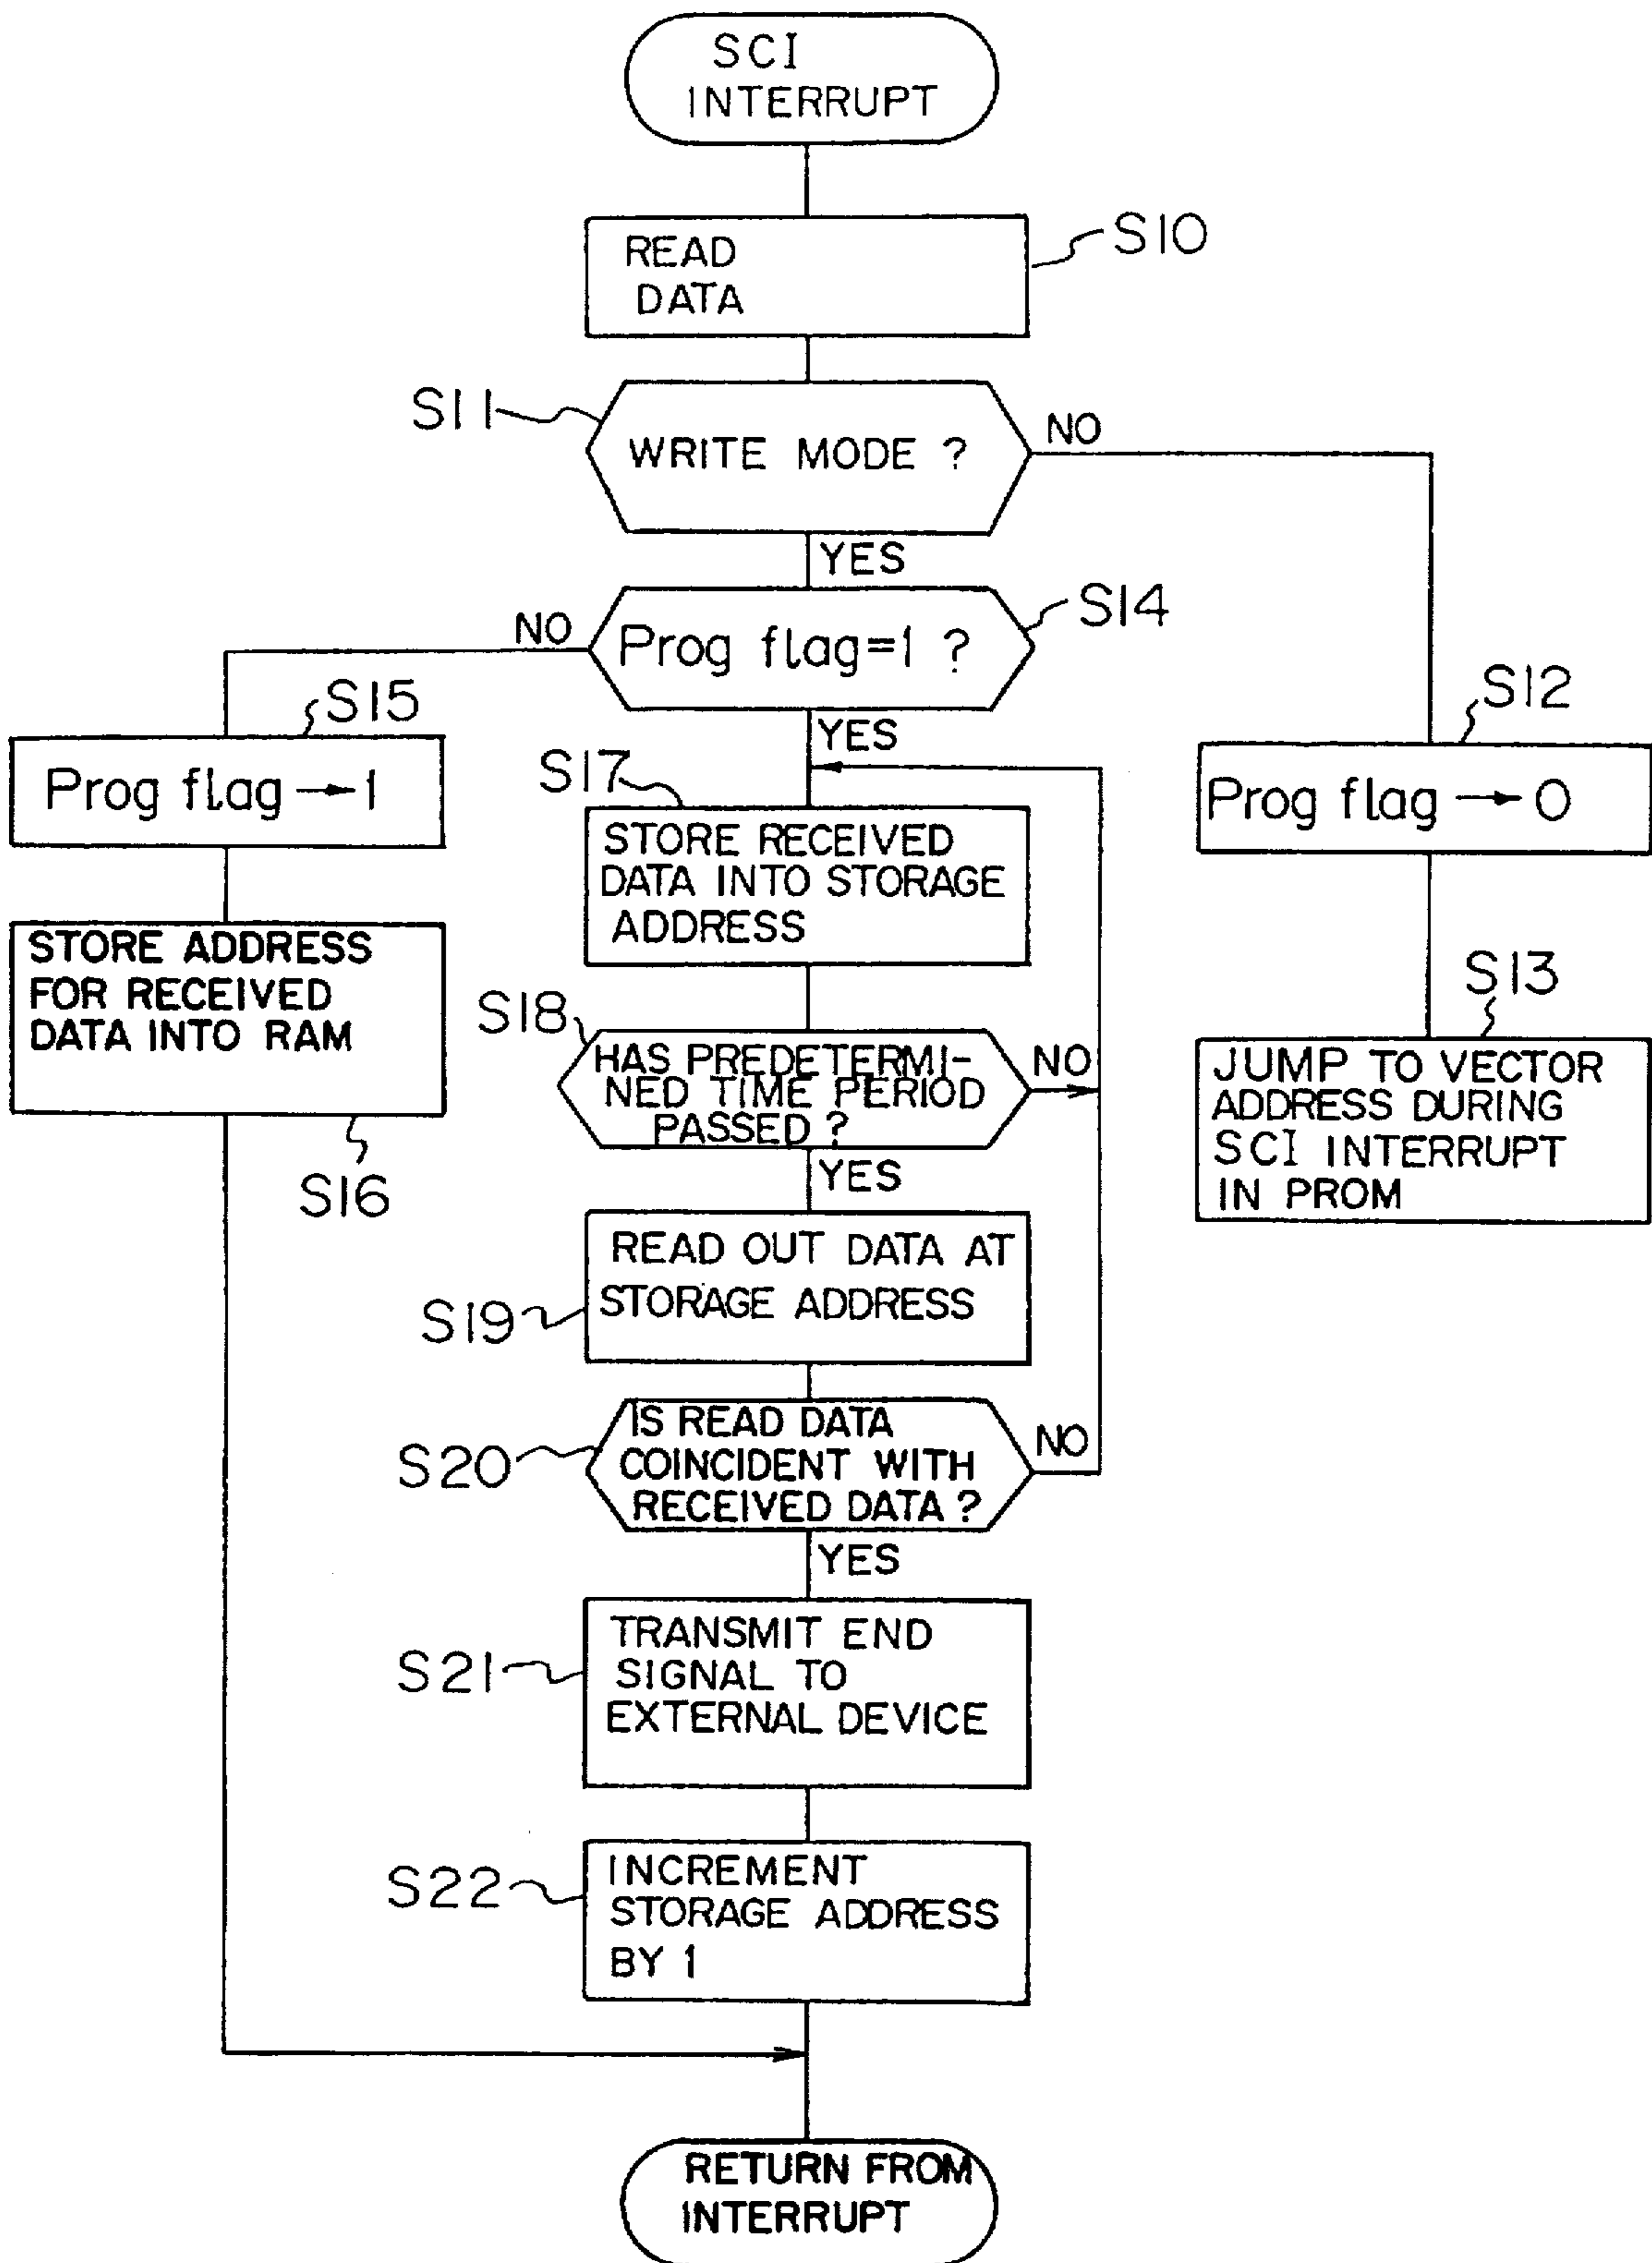 SCI
INTERRUPT
READ
DATA
S10
S11
WRITE MODE ?
NO
YES
S14
NO
Prog flag=1 ?
S12
S15
YES
Prog flag → 1
S17
Prog flag → 0
STORE RECEIVED
DATA INTO STORAGE
ADDRESS
STORE ADDRESS
FOR RECEIVED
DATA INTO RAM
S16
S13
JUMP TO VECTOR
ADDRESS DURING
SCI INTERRUPT
IN PROM
S18
HAS PREDETERMI-
NED TIME PERIOD
PASSED ?
NO
YES
READ OUT DATA AT
STORAGE ADDRESS
S19
IS READ DATA
COINCIDENT WITH
RECEIVED DATA ?
S20
NO
YES
TRANSMIT END
SIGNAL TO
EXTERNAL DEVICE
S21
INCREMENT
STORAGE ADDRESS
BY 1
S22
RETURN FROM
INTERRUPT